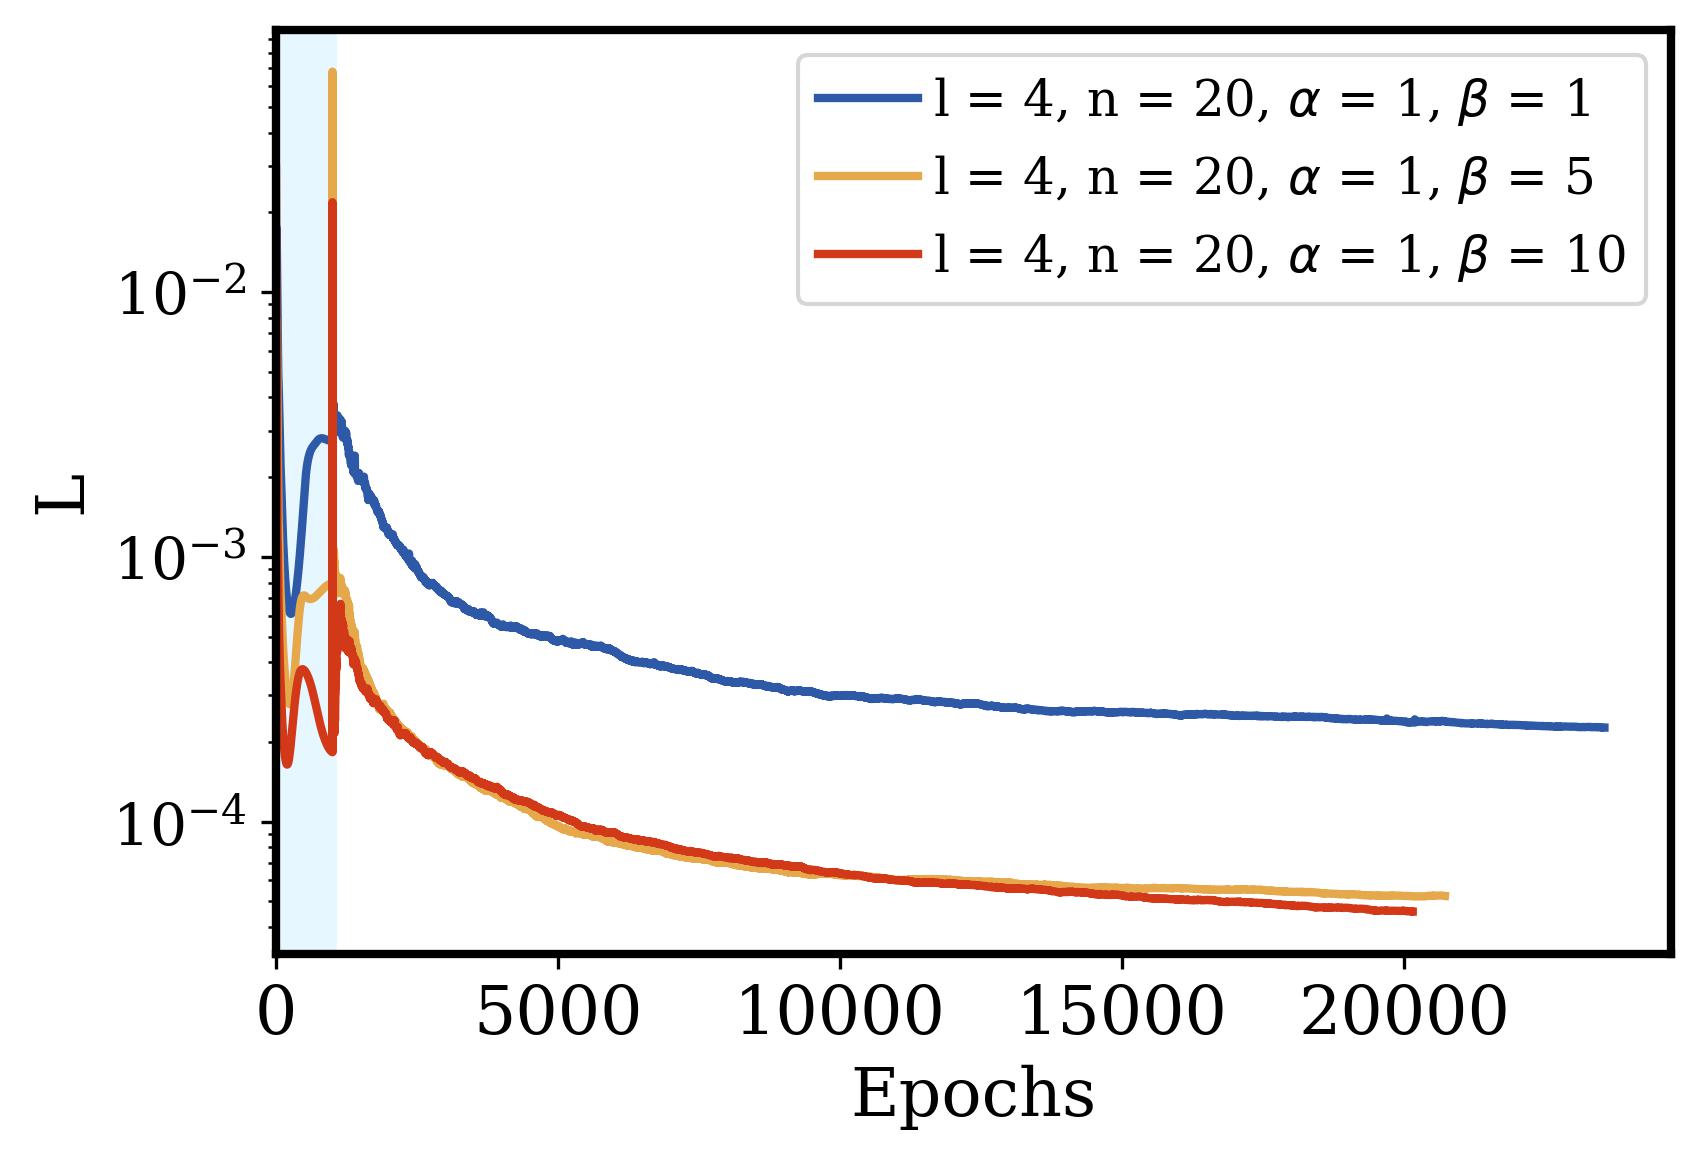 l = 4, n = 20, α = 1, β = 1
l = 4, n = 20, α = 1, β = 5
l = 4, n = 20, α = 1, β = 10
10⁻²
10⁻³
10⁻⁴
L
0 5000 10000 15000 20000
Epochs